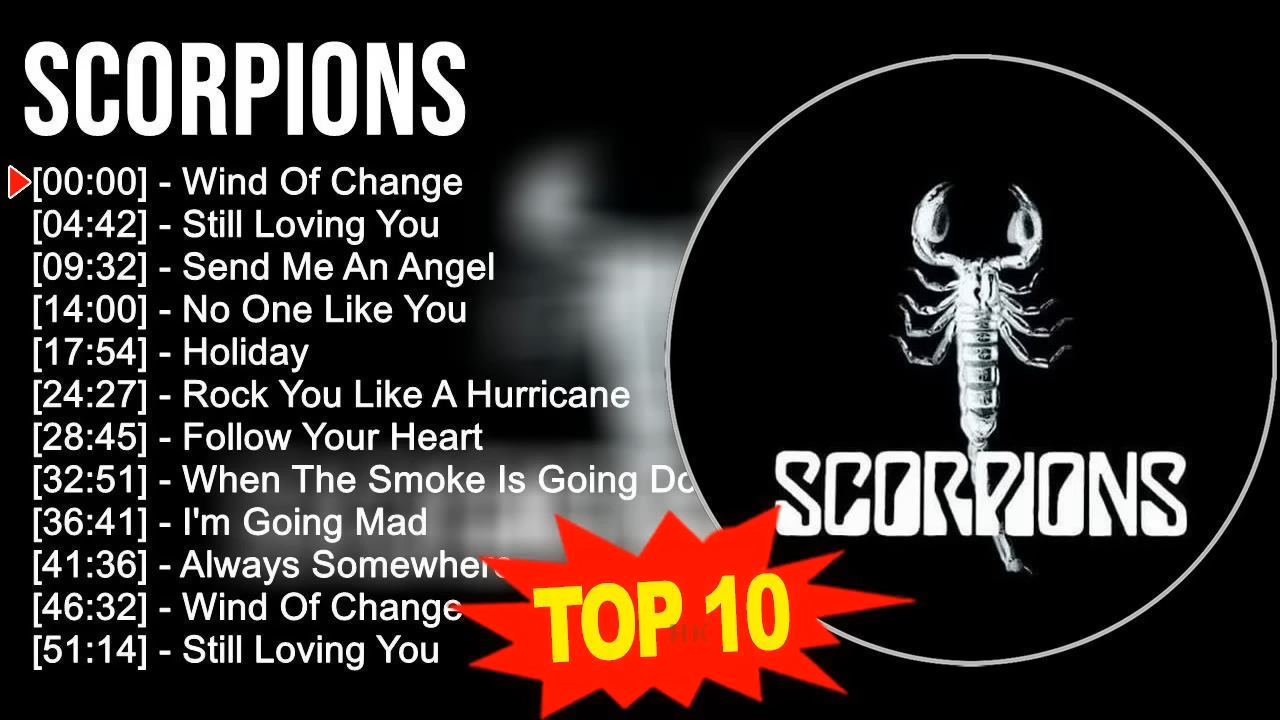 SCORPIONS
[00:00] - Wind Of Change
[04:42] - Still Loving You
[09:32] - Send Me An Angel
[14:00] - No One Like You
[17:54] - Holiday
[24:27] - Rock You Like A Hurricane
[28:45] - Follow Your Heart
[32:51] - When The Smoke Is Going Do
[36:41] - I'm Going Mad
[41:36] - Always Somewhere
[46:32] - Wind Of Change
[51:14] - Still Loving You
SCORPIONS
TOP 10